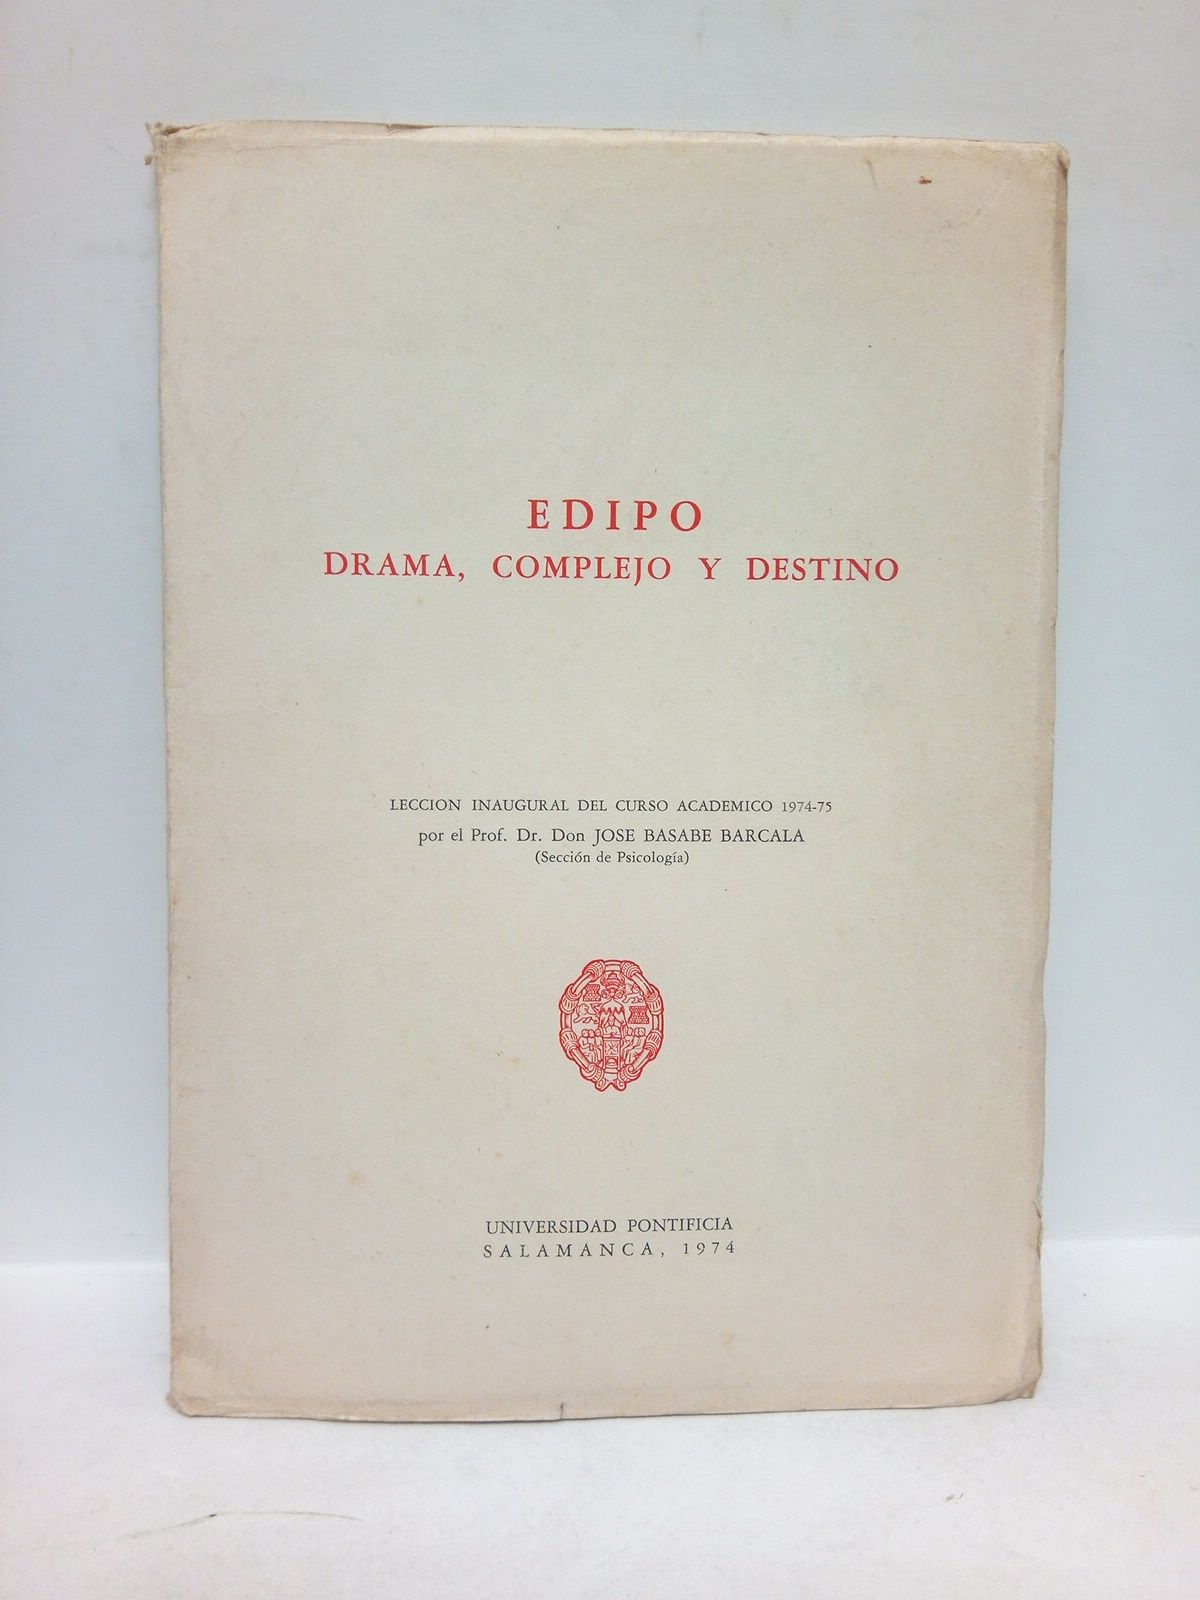 EDIPO
DRAMA, COMPLEJO Y DESTINO
LECCION INAUGURAL DEL CURSO ACADEMICO 1974-75
por el Prof. Dr. Don JOSE BASABE BARCALA
(Sección de Psicología)
UNIVERSIDAD PONTIFICIA
SALAMANCA, 1974